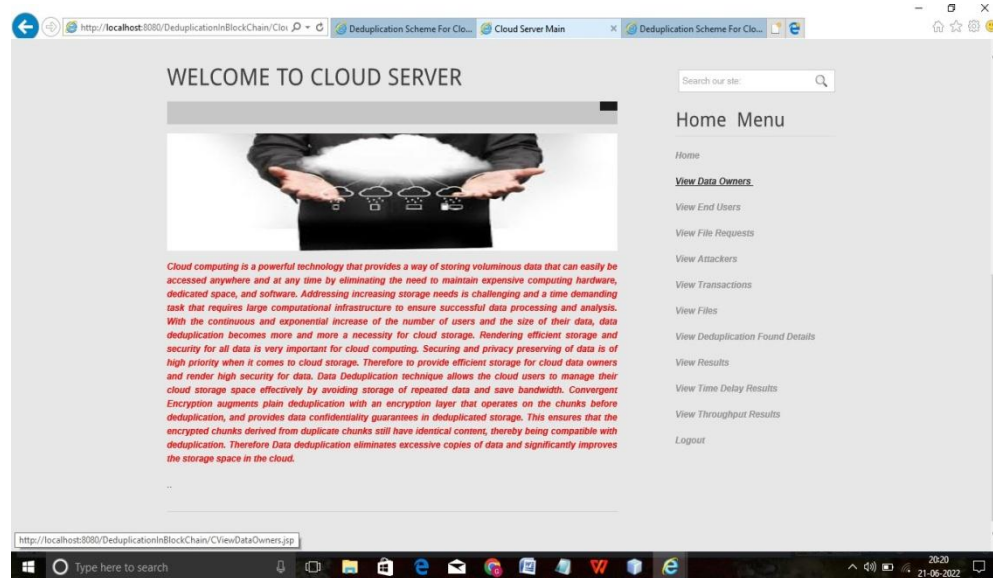 http://localhost:8080/DeduplicationInBlockChain/Clou
Deduplication Scheme For Clo...
Cloud Server Main
Deduplication Scheme For Clo...
WELCOME TO CLOUD SERVER
Cloud computing is a powerful technology that provides a way of storing voluminous data that can easily be
accessed anywhere and at any time by eliminating the need to maintain expensive computing hardware,
dedicated space, and software. Addressing increasing storage needs is challenging and a time demanding
task that requires large computational infrastructure to ensure successful data processing and analysis.
With the continuous and exponential increase of the number of users and the size of their data, data
deduplication becomes more and more a necessity for cloud storage. Rendering efficient storage and
security for all data is very important for cloud computing. Securing and privacy preserving of data is of
high priority when it comes to cloud storage. Therefore to provide efficient storage for cloud data owners
and render high security for data. Data Deduplication technique allows the cloud users to manage their
cloud storage space effectively by avoiding storage of repeated data and save bandwidth. Convergent
Encryption augments plain deduplication with an encryption layer that operates on the chunks before
deduplication, and provides data confidentiality guarantees in deduplicated storage. This ensures that the
encrypted chunks derived from duplicate chunks still have identical content, thereby being compatible with
deduplication. Therefore Data deduplication eliminates excessive copies of data and significantly improves
the storage space in the cloud.
..
Search our ste:
Home Menu
Home
View Data Owners
View End Users
View File Requests
View Attackers
View Transactions
View Files
View Deduplication Found Details
View Results
View Time Delay Results
View Throughput Results
Logout
http://localhost:8080/DeduplicationInBlockChain/CViewDataOwners.jsp
Type here to search
20:20
21-06-2022